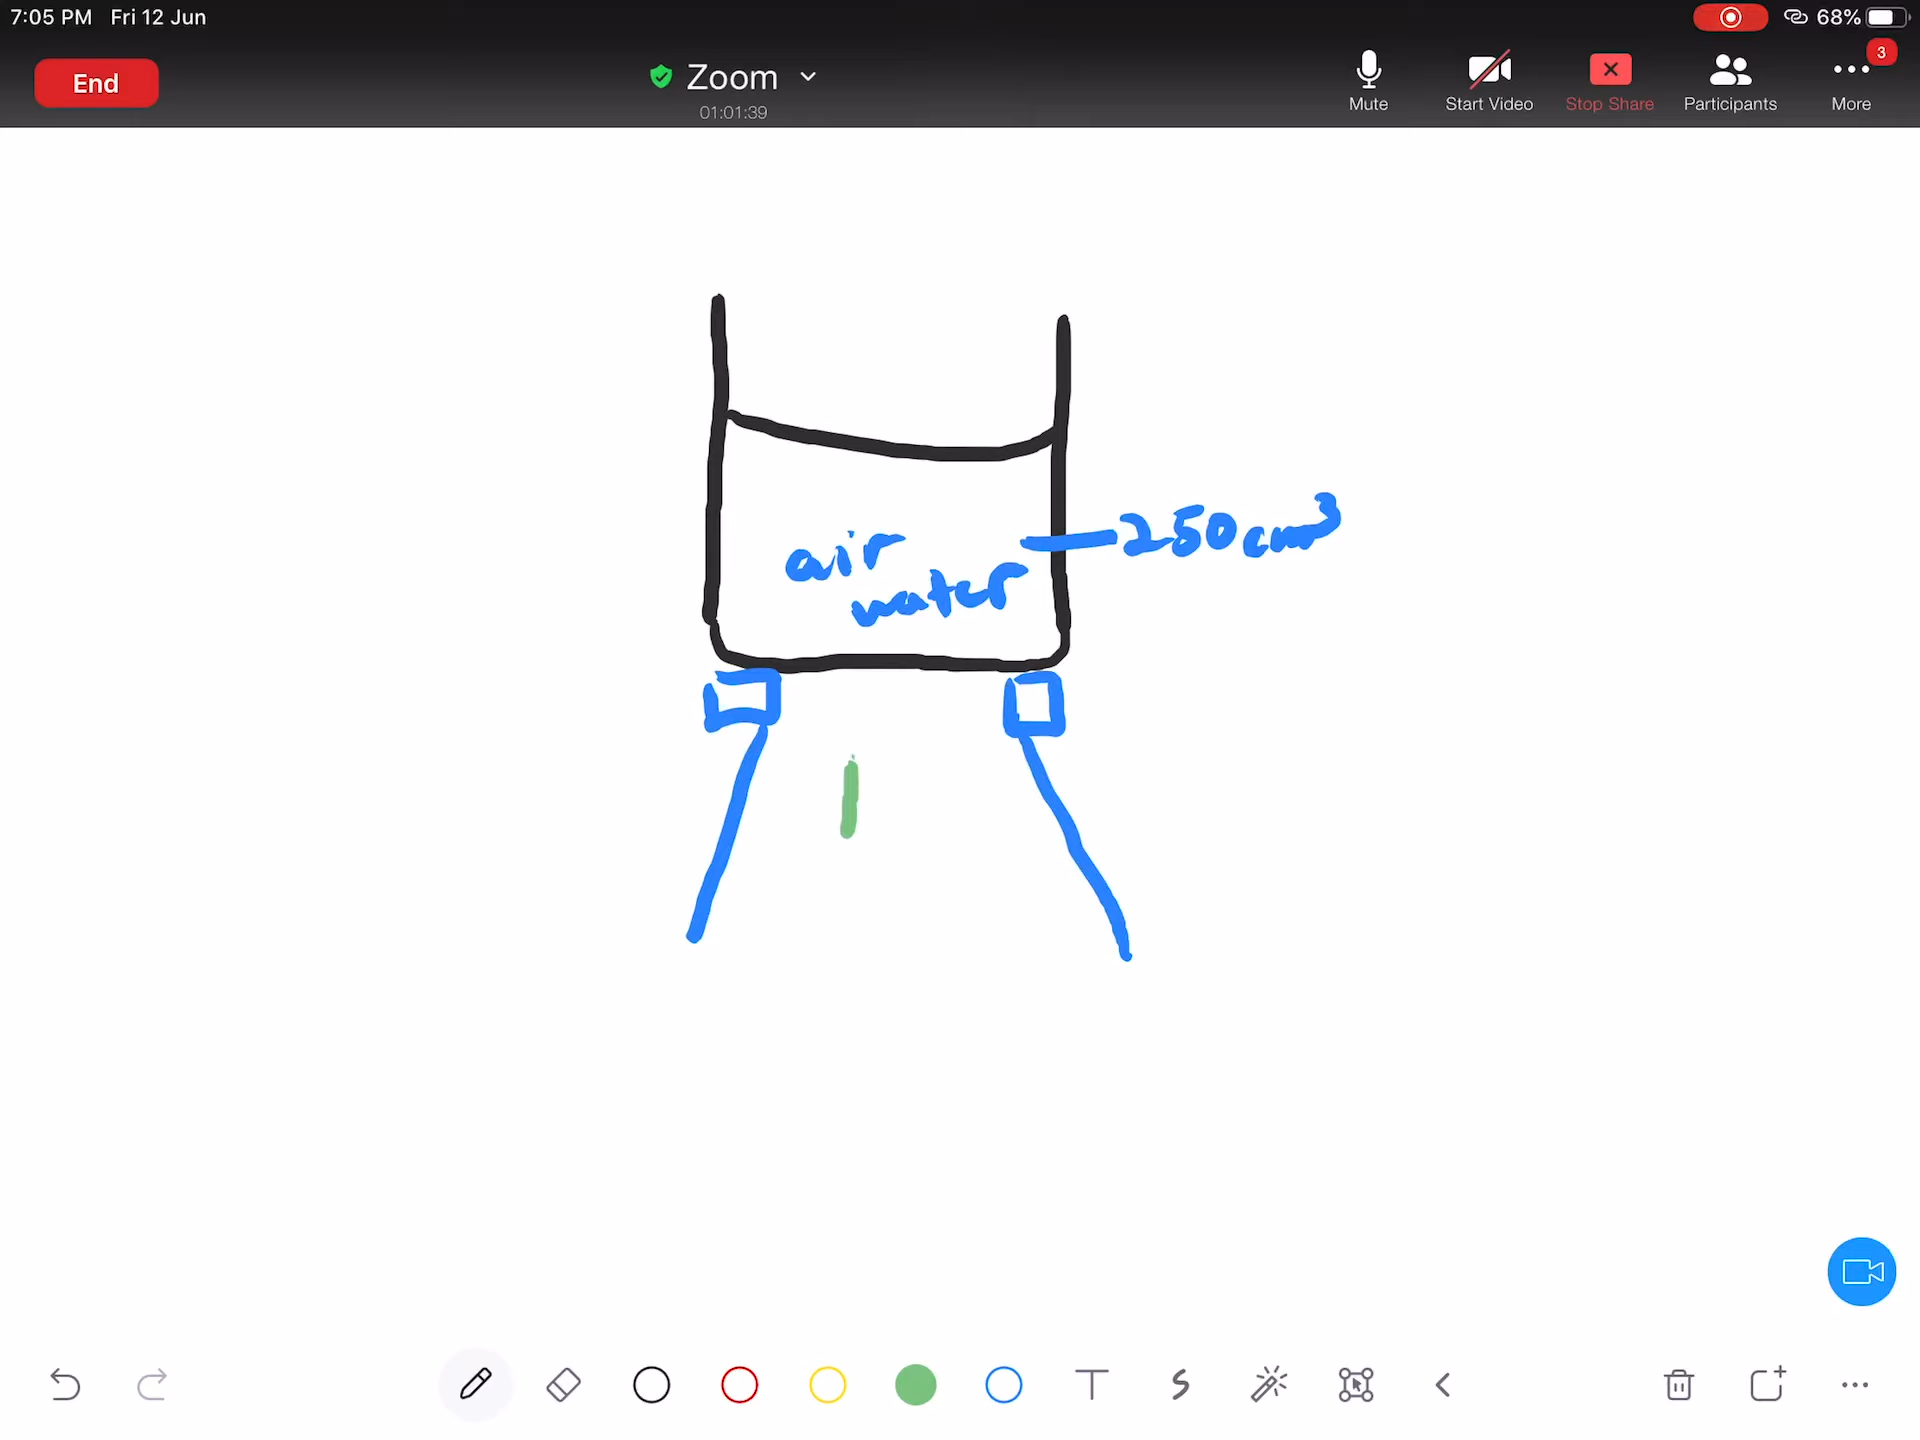 7:05 PM Fri 12 Jun
68%
End
Zoom
01:01:39
Mute
Start Video
Stop Share
Participants
More
3
250cm³
air
water